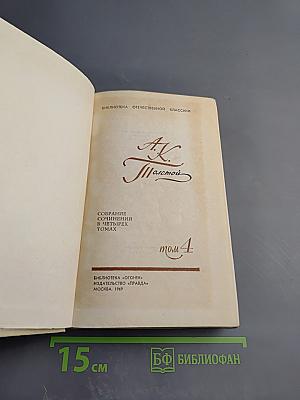 БИБЛИОТЕКА ОТЕЧЕСТВЕННОЙ КЛАССИКИ
А.К.
Толстой
СОБРАНИЕ
СОЧИНЕНИЙ
В ЧЕТЫРЕХ
ТОМАХ
том 4
БИБЛИОТЕКА «ОГОНЕК»
ИЗДАТЕЛЬСТВО «ПРАВДА»
МОСКВА. 1969
15 см
БФ БИБЛИОФАН